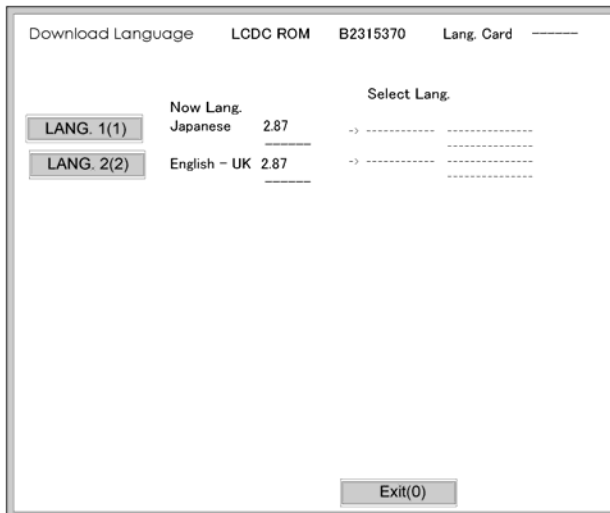 Download Language LCDC ROM B2315370 Lang. Card ------
Select Lang.
Now Lang.
LANG. 1(1) Japanese 2.87 -> ------------ ---------------
------ ---------------
LANG. 2(2) English - UK 2.87 -> ------------ ---------------
------ ---------------
Exit(0)